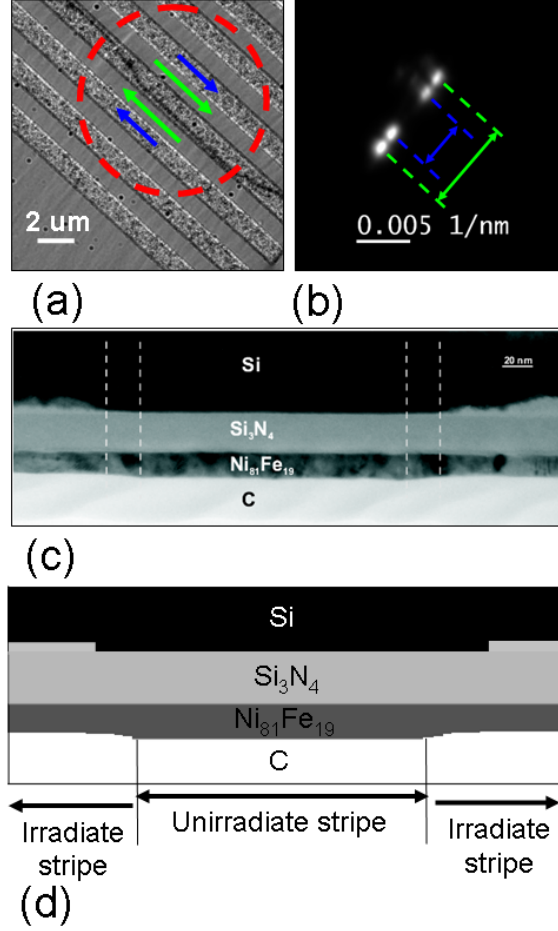 2 um
0.005 1/nm
(a)
(b)
Si
20 nm
Si3N4
Ni81Fe19
C
(c)
Si
Si3N4
Ni81Fe19
C
Irradiate stripe
Unirradiate stripe
Irradiate stripe
(d)